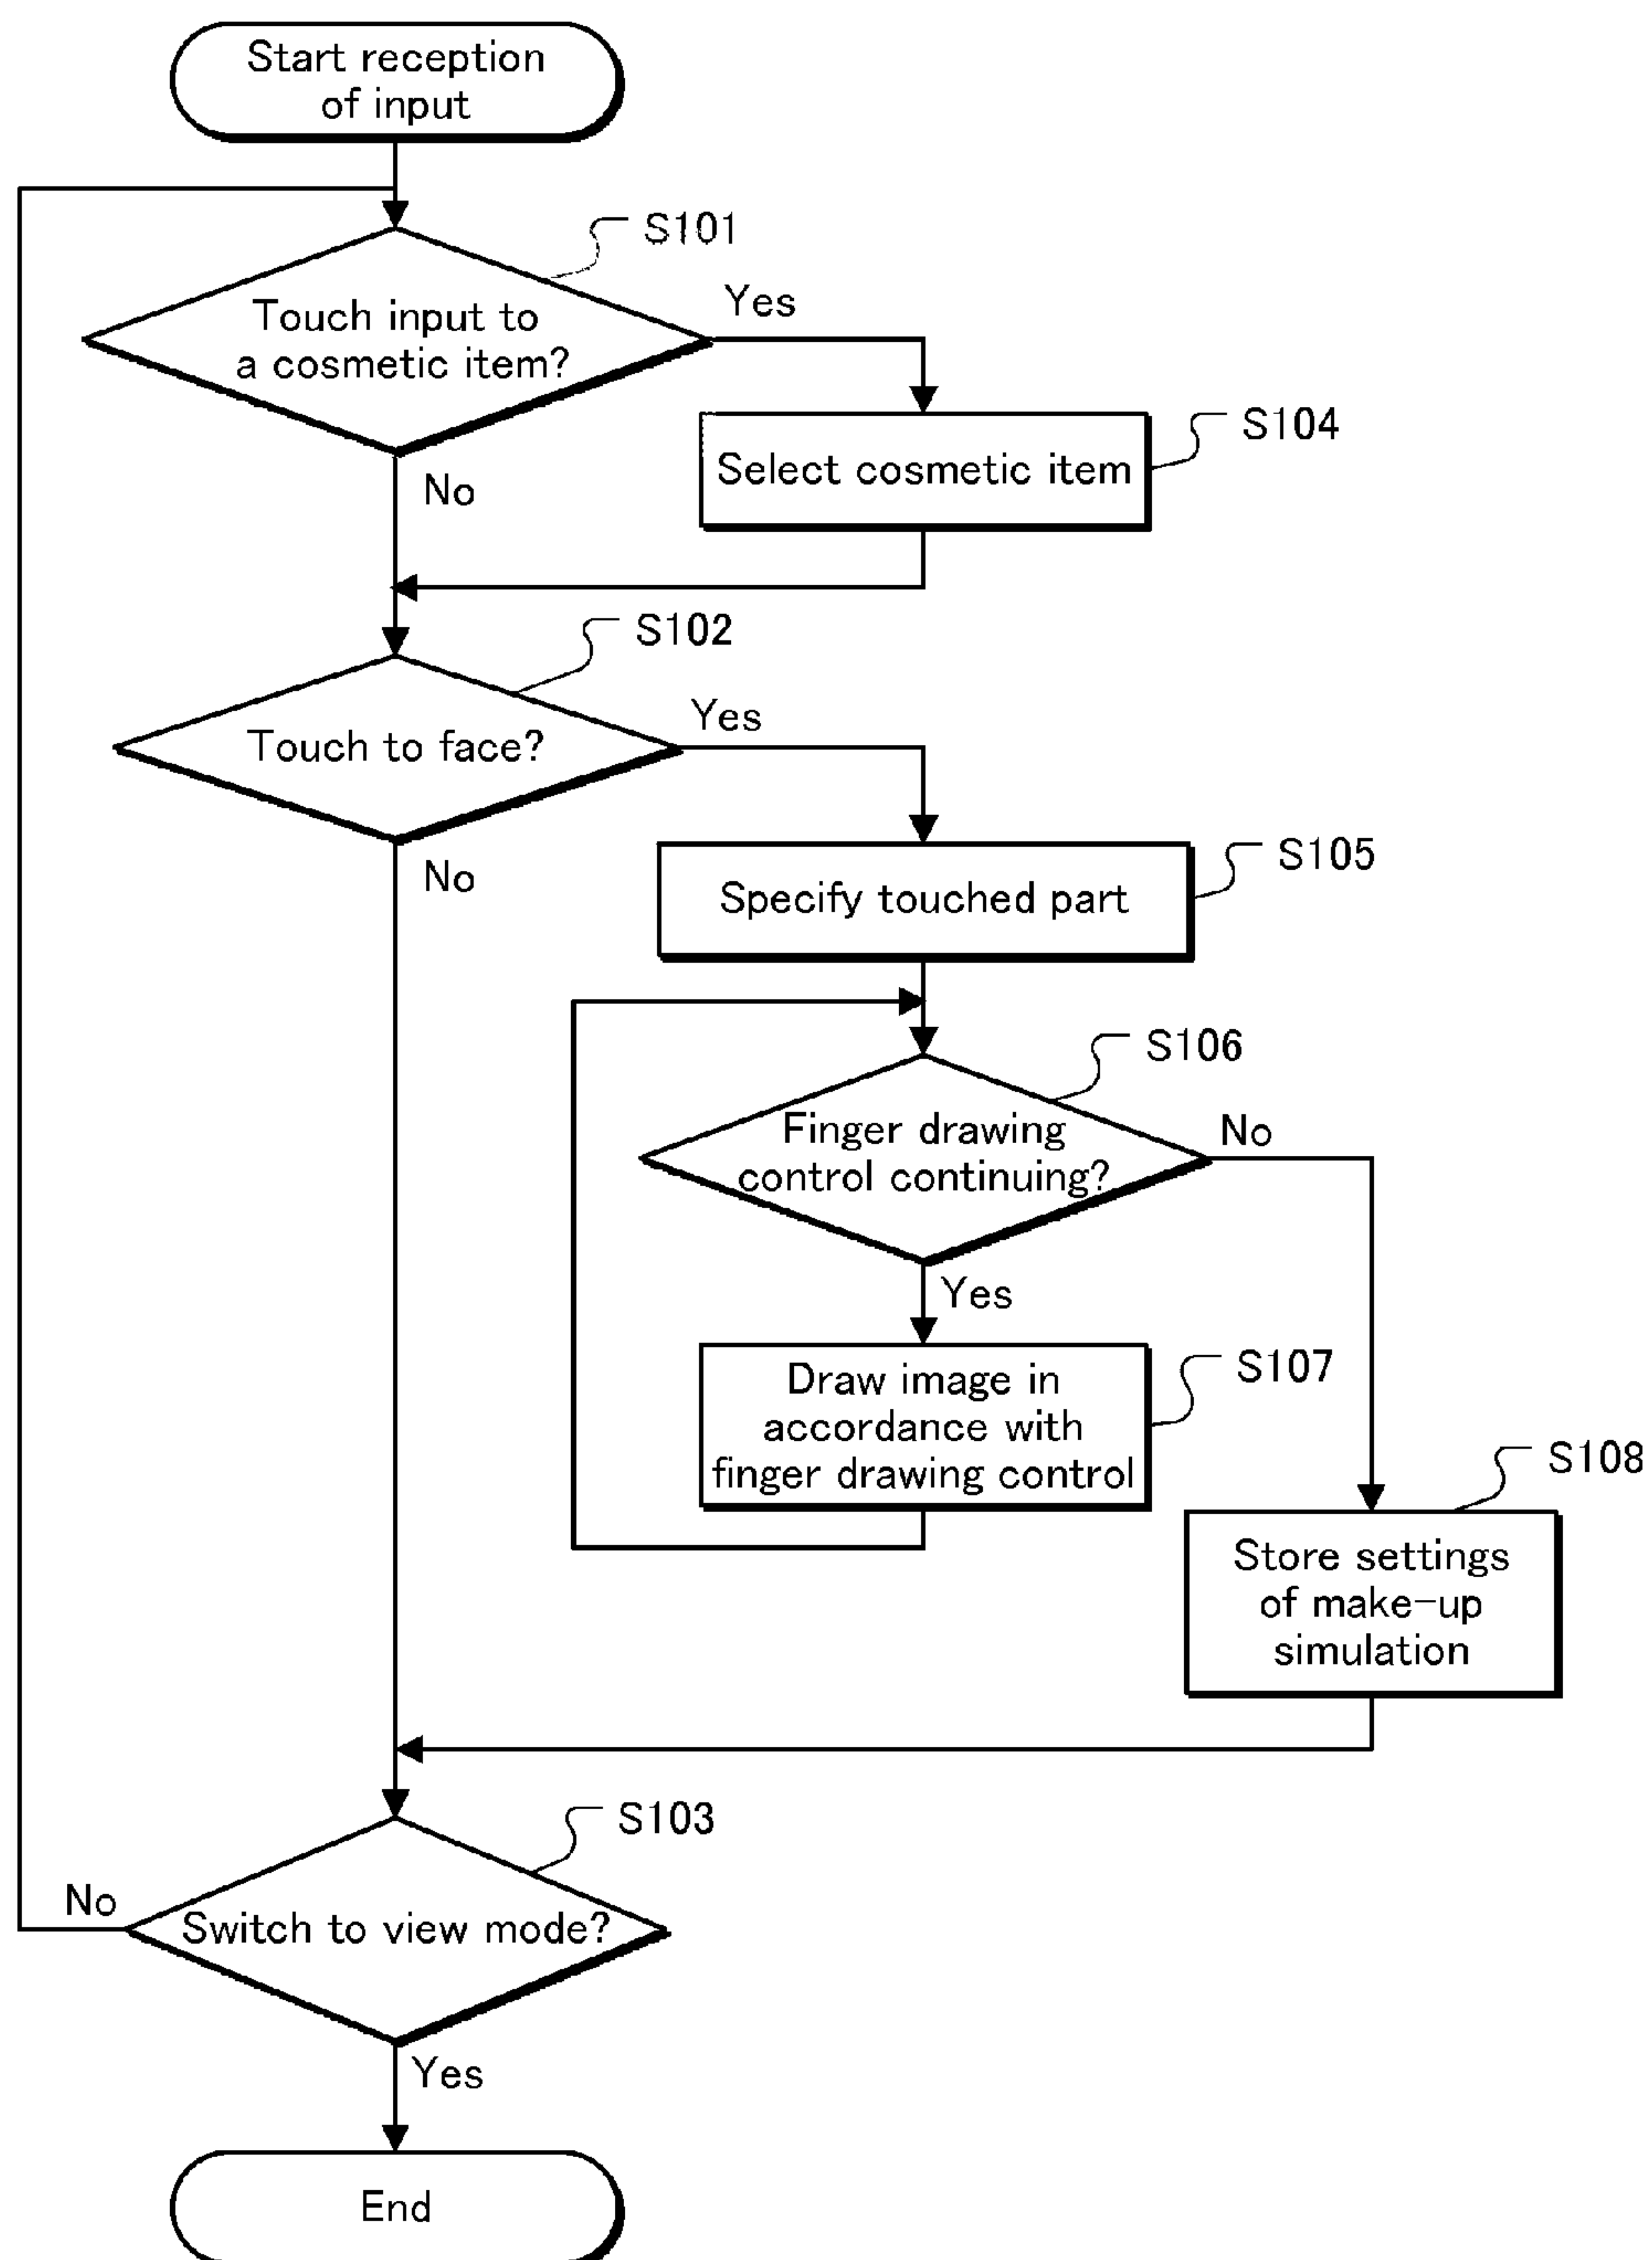 Start reception
of input
S101
Touch input to
a cosmetic item?
Yes
No
S104
Select cosmetic item
S102
Touch to face?
Yes
No
S105
Specify touched part
S106
Finger drawing
control continuing?
No
Yes
S107
Draw image in
accordance with
finger drawing control
S108
Store settings
of make-up
simulation
S103
Switch to view mode?
No
Yes
End